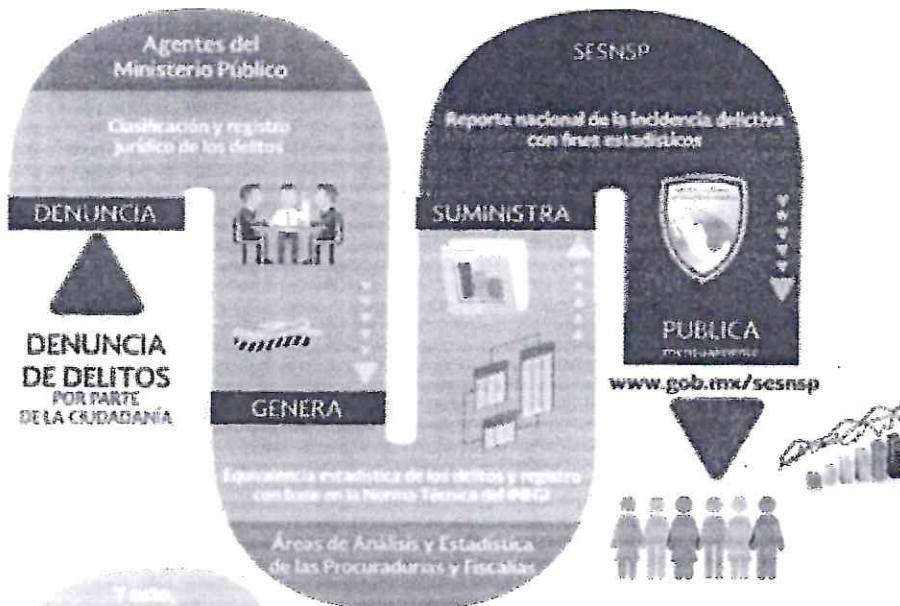 Agentes del
Ministerio Público
Clasificación y registro
jurídico de los delitos
DENUNCIA
DENUNCIA
DE DELITOS
POR PARTE
DE LA CIUDADANÍA
GENERA
Equivalencia estadística de los delitos y registro
con base en la Norma Técnica del INEGI
Áreas de Análisis y Estadística
de las Procuradurías y Fiscalías
SUMINISTRA
SESNSP
Reporte nacional de la incidencia delictiva
con fines estadísticos
PUBLICA
mensualmente
www.gob.mx/sesnsp